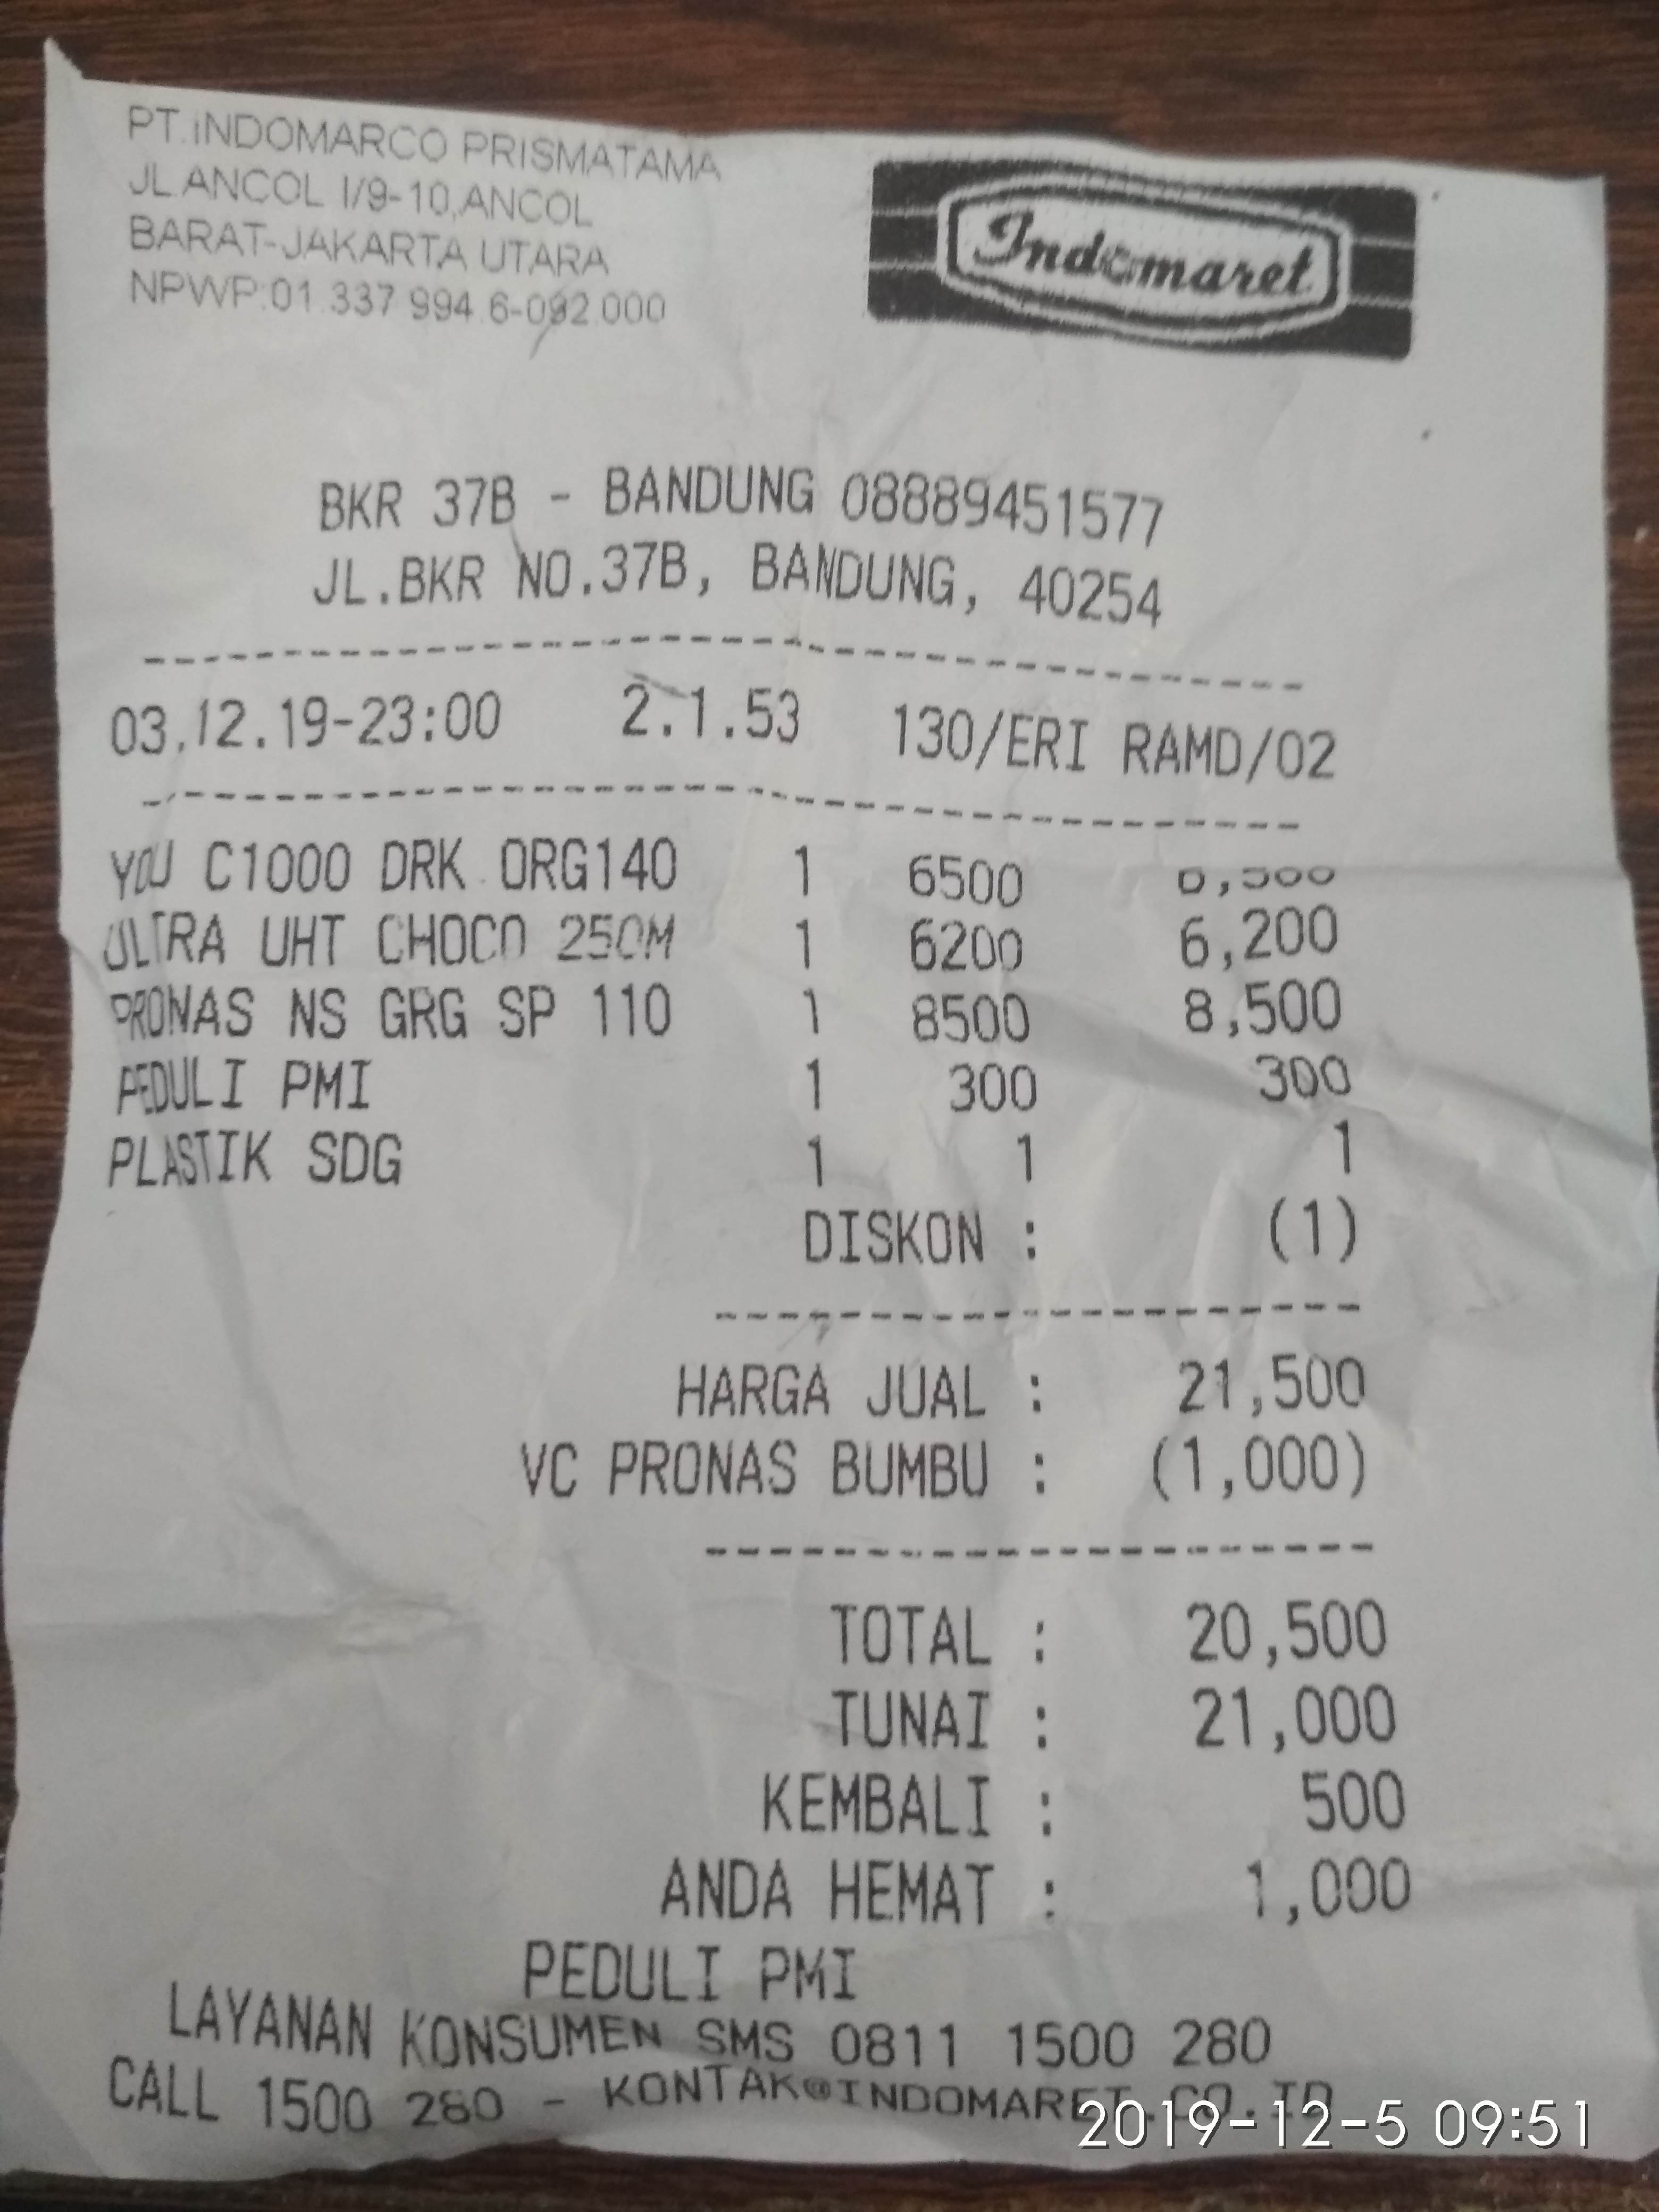 PT.INDOMARCO PRISMATAMA
JL.ANCOL I/9-10,ANCOL
BARAT-JAKARTA UTARA
NPWP:01.337.994.6-092.000
Indomaret
BKR 37B - BANDUNG 08889451577
JL.BKR NO.37B, BANDUNG, 40254
03.12.19-23:00 2.1.53 130/ERI RAMD/02
YOU C1000 DRK ORG140 1 6500 6,500
ULTRA UHT CHOCO 250M 1 6200 6,200
PRONAS NS GRG SP 110 1 8500 8,500
PEDULI PMI 1 300 300
PLASTIK SDG 1 1 1
DISKON : (1)
HARGA JUAL : 21,500
VC PRONAS BUMBU : (1,000)
TOTAL : 20,500
TUNAI : 21,000
KEMBALI : 500
ANDA HEMAT : 1,000
PEDULI PMI
LAYANAN KONSUMEN SMS 0811 1500 280
CALL 1500 280 - KONTAK@INDOMARET.CO.ID
2019-12-5 09:51